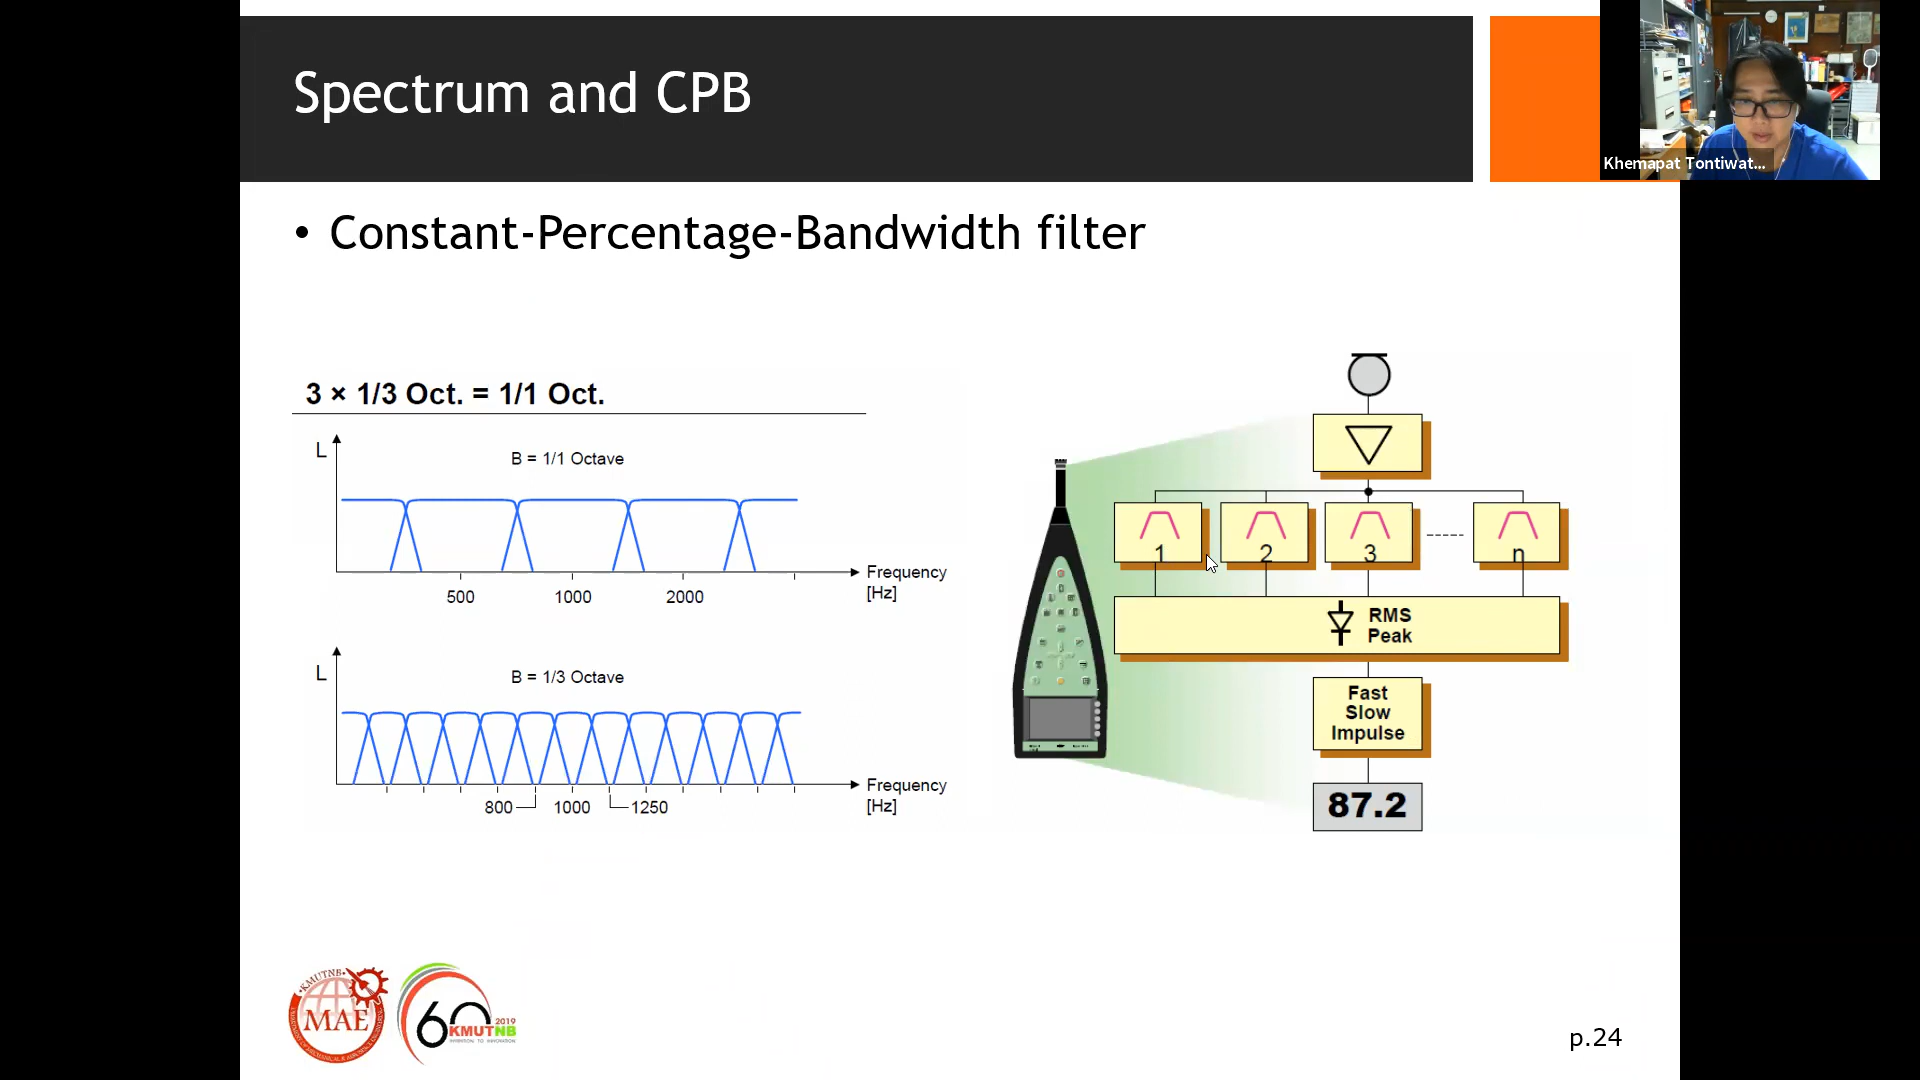 Spectrum and CPB
Khemapat Tontiwat...
• Constant-Percentage-Bandwidth filter
3 × 1/3 Oct. = 1/1 Oct.
L
B = 1/1 Octave
Frequency
[Hz]
500
1000
2000
L
B = 1/3 Octave
Frequency
[Hz]
800
1000
1250
1
2
3
n
RMS
Peak
Fast
Slow
Impulse
87.2
KMUTNB
MAE
60
2019
KMUTNB
p.24